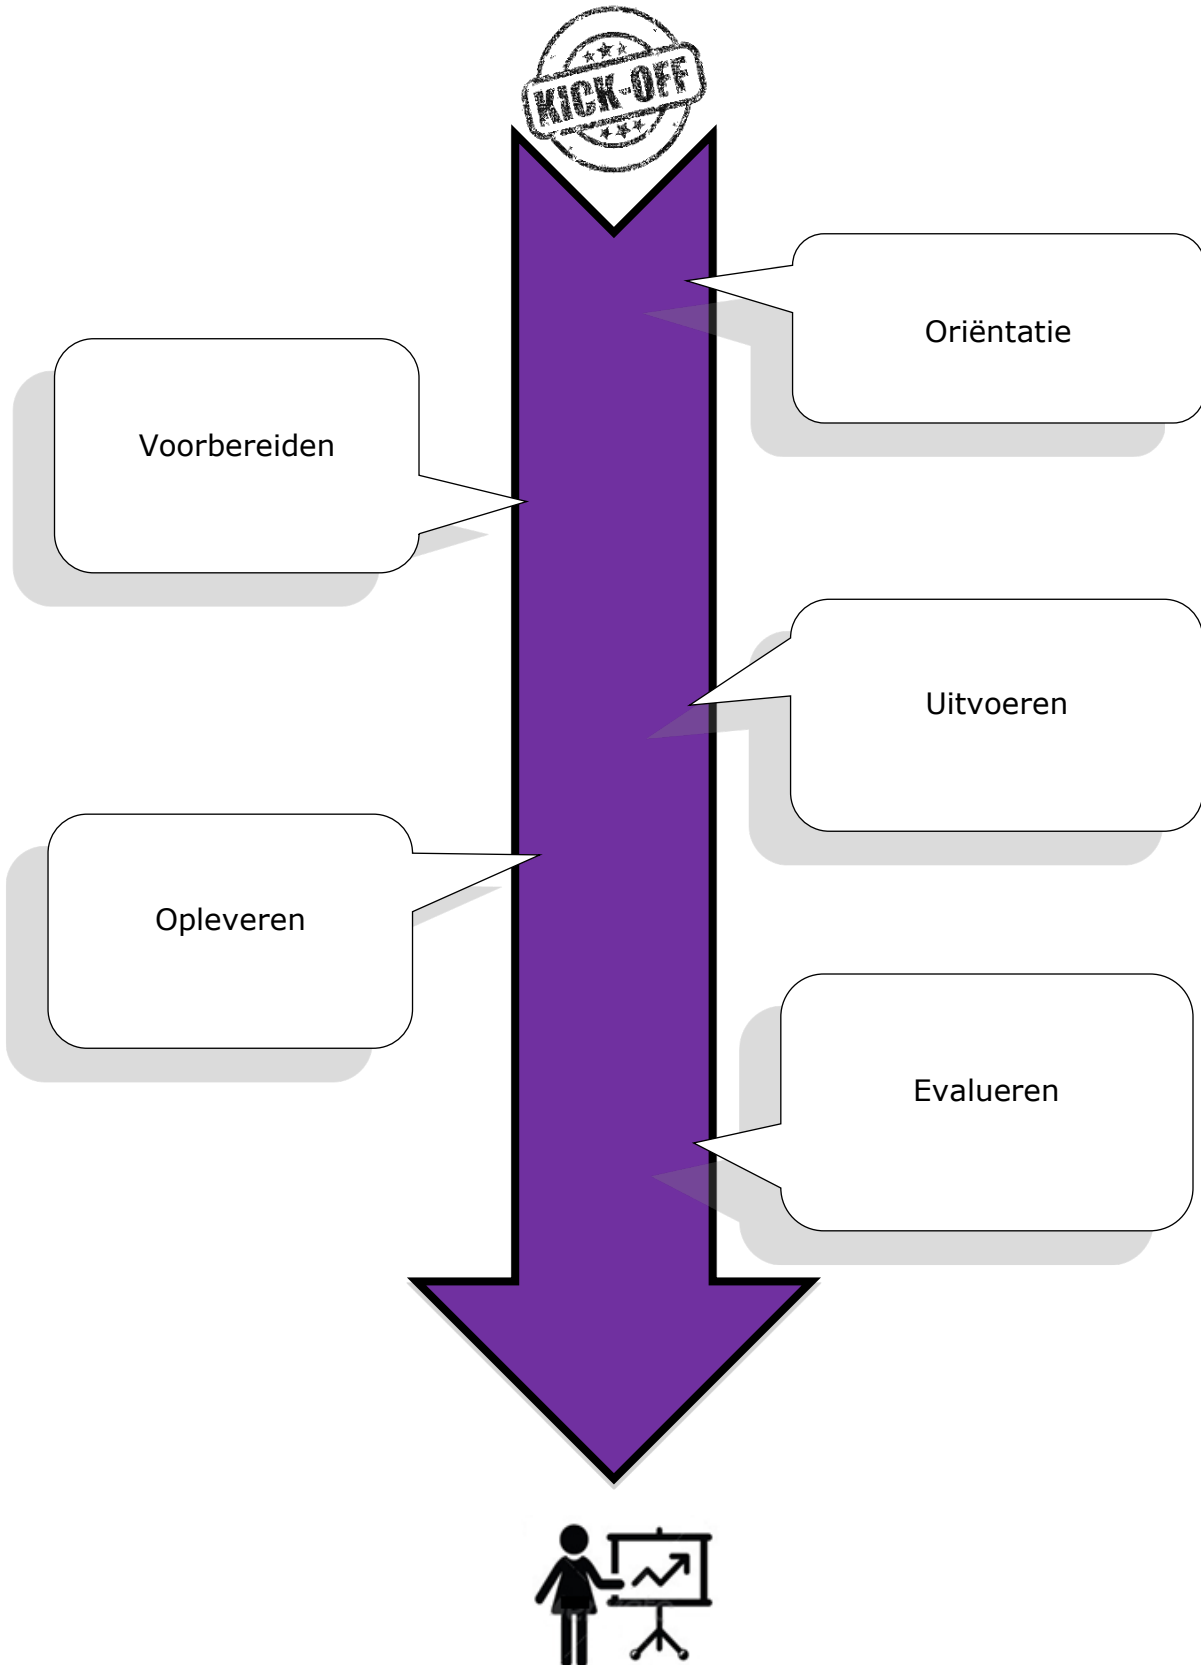 KICK-OFF
Oriëntatie
Voorbereiden
Uitvoeren
Opleveren
Evalueren